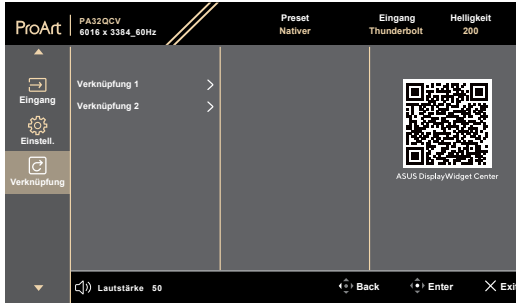 ProArt
PA32QCV
6016 x 3384_60Hz
Preset
Nativer
Eingang
Thunderbolt
Helligkeit
200
Eingang
Einstell.
Verknüpfung
Verknüpfung 1
Verknüpfung 2
ASUS DisplayWidget Center
Lautstärke 50
Back
Enter
Exi